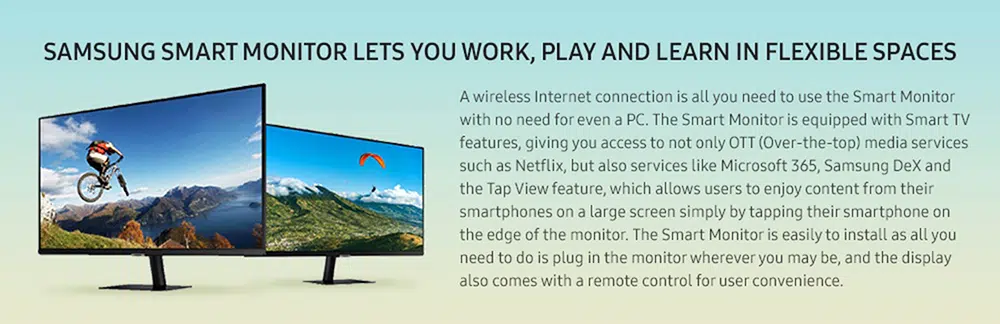 SAMSUNG SMART MONITOR LETS YOU WORK, PLAY AND LEARN IN FLEXIBLE SPACES
A wireless Internet connection is all you need to use the Smart Monitor
with no need for even a PC. The Smart Monitor is equipped with Smart TV
features, giving you access to not only OTT (Over-the-top) media services
such as Netflix, but also services like Microsoft 365, Samsung DeX and
the Tap View feature, which allows users to enjoy content from their
smartphones on a large screen simply by tapping their smartphone on
the edge of the monitor. The Smart Monitor is easily to install as all you
need to do is plug in the monitor wherever you may be, and the display
also comes with a remote control for user convenience.